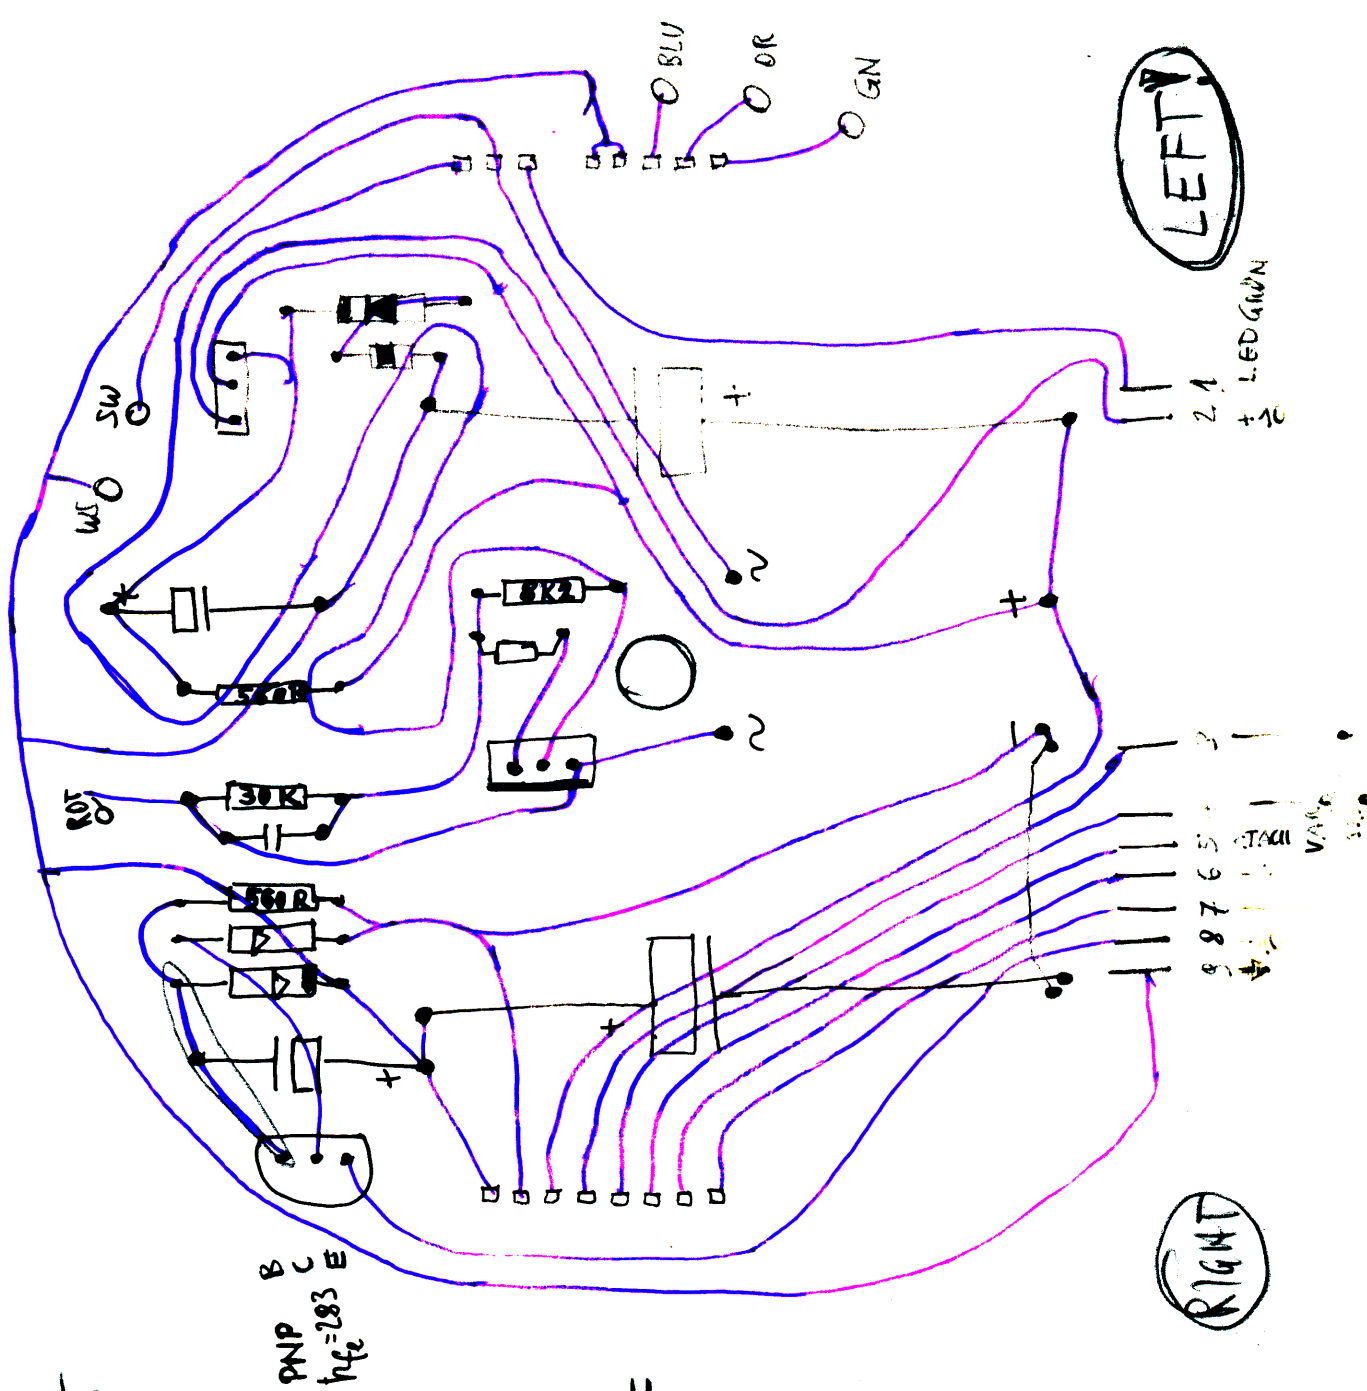 BLU
OR
GN
LEFT!
LED GRÜN
1
2 +
SW
WS
+
+
8K2
+
560R
~
~
-
ROT
30K
560R
3
5 TACH
6
7
8
9
+
+
B
C
E
PNP
hfe=283
RIGHT